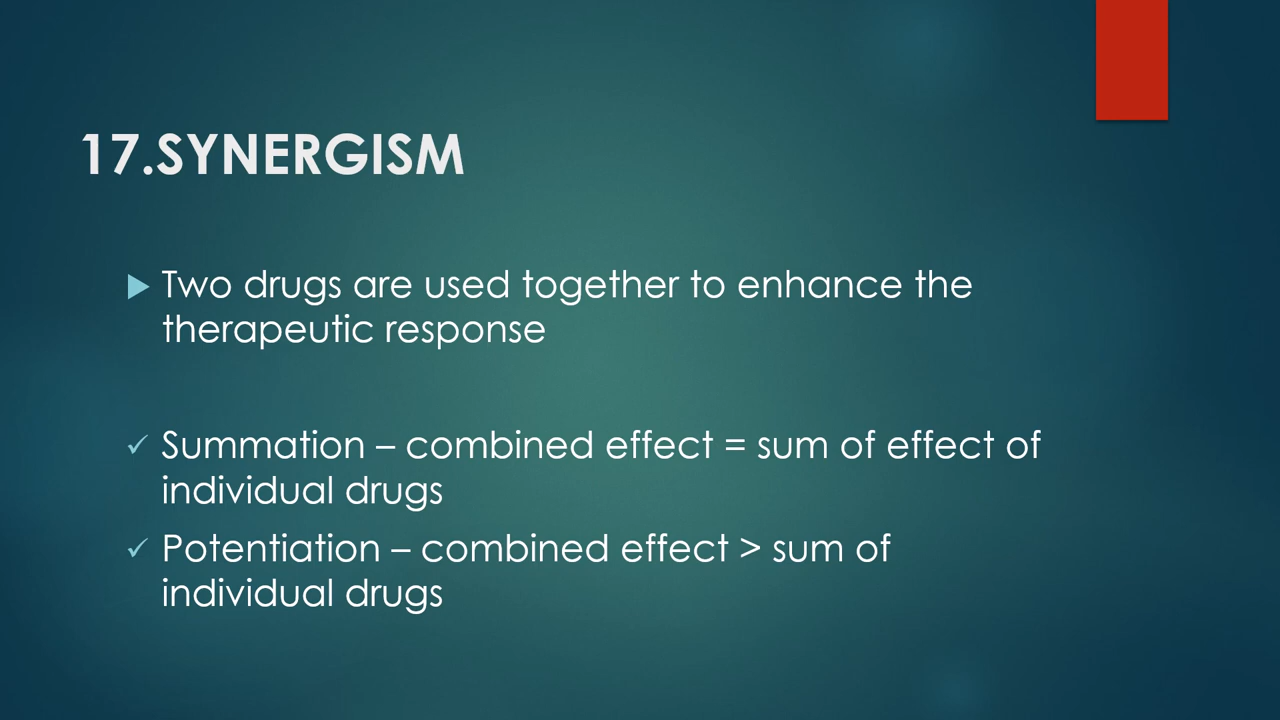 17.SYNERGISM
Two drugs are used together to enhance the
therapeutic response
Summation – combined effect = sum of effect of
individual drugs
Potentiation – combined effect > sum of
individual drugs